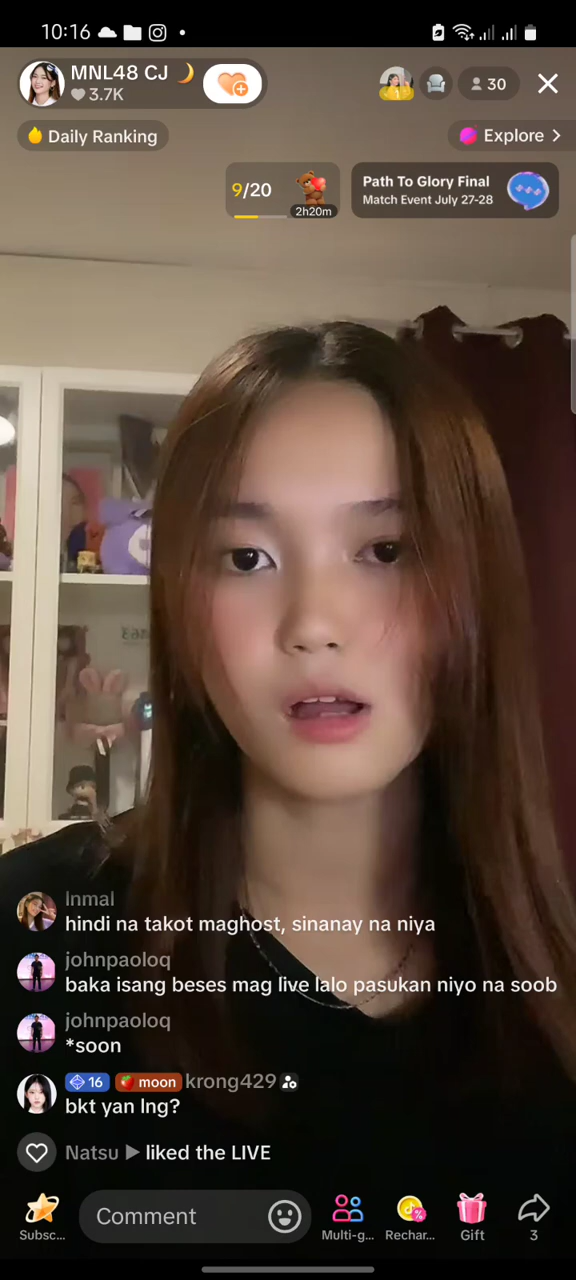 10:16
MNL48 CJ 🌙
3.7K
30
Daily Ranking
Explore >
9/20
2h20m
Path To Glory Final
Match Event July 27-28
lnmal
hindi na takot maghost, sinanay na niya
johnpaoloq
baka isang beses mag live lalo pasukan niyo na soob
johnpaoloq
*soon
16 🍓 moon krong429
bkt yan lng?
Natsu ▶ liked the LIVE
Comment
Subsc...
Multi-g...
Rechar...
Gift
3